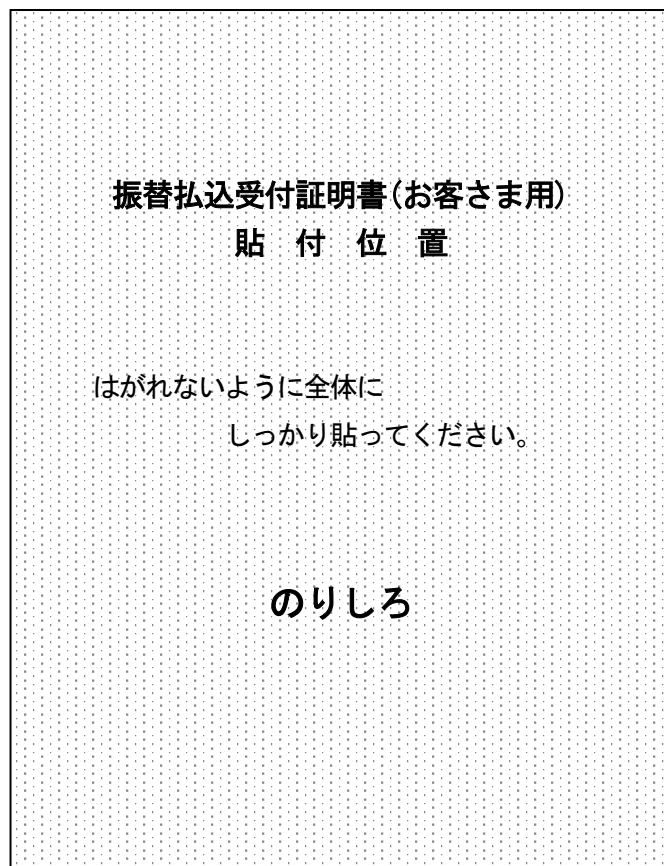 振替払込受付証明書(お客さま用)
貼　付　位　置
はがれないように全体に
しっかり貼ってください。
のりしろ